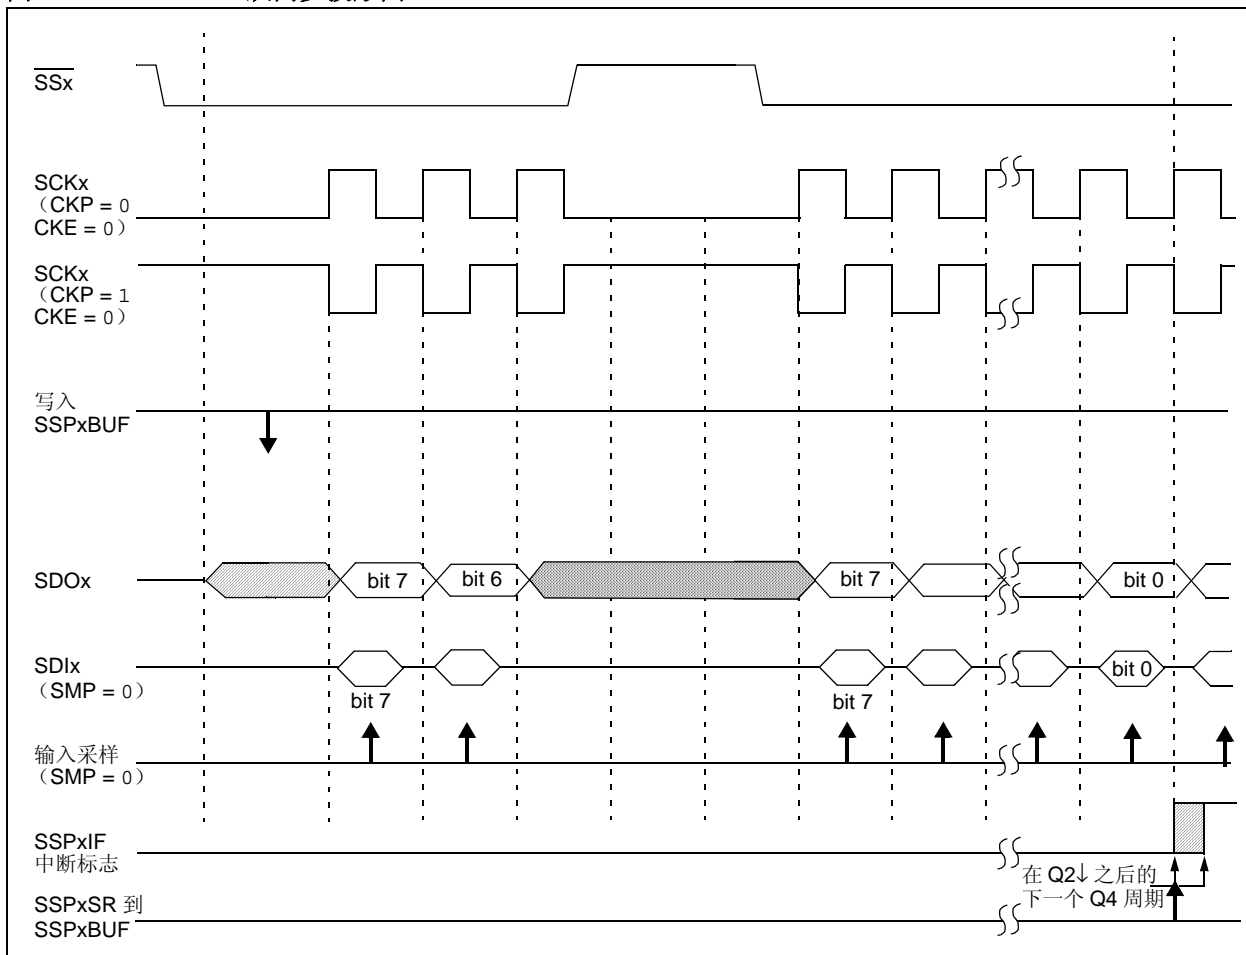 SSx
SCKx
（CKP = 0
CKE = 0）
SCKx
（CKP = 1
CKE = 0）
写入
SSPxBUF
SDOx
bit 7
bit 6
bit 7
bit 0
SDIx
（SMP = 0）
bit 7
bit 7
bit 0
输入采样
（SMP = 0）
SSPxIF
中断标志
在 Q2↓ 之后的
下一个 Q4 周期
SSPxSR 到
SSPxBUF